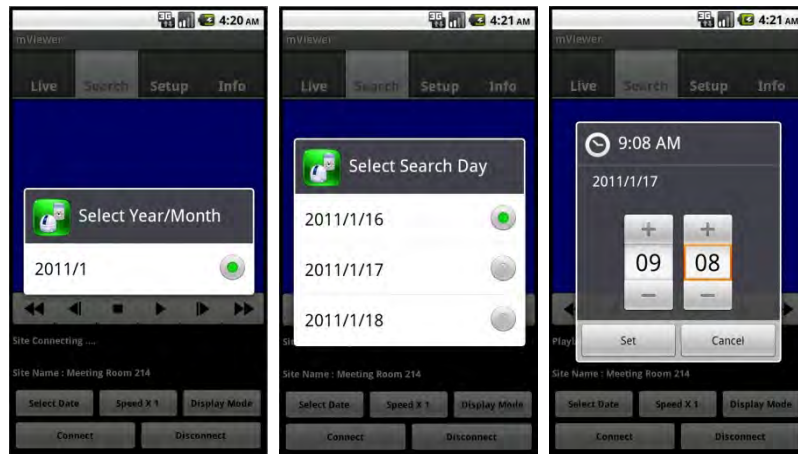 3G 4:20 AM
mViewer
Live Search Setup Info
Select Year/Month
2011/1
Site Connecting ....
Site Name : Meeting Room 214
Select Date Speed X 1 Display Mode
Connect Disconnect
3G 4:21 AM
mViewer
Live Search Setup Info
Select Search Day
2011/1/16
2011/1/17
2011/1/18
Site Name : Meeting Room 214
Select Date Speed X 1 Display Mode
Connect Disconnect
3G 4:21 AM
mViewer
Live Search Setup Info
9:08 AM
2011/1/17
+ +
09 08
− −
Set Cancel
Site Name : Meeting Room 214
Select Date Speed X 1 Display Mode
Connect Disconnect